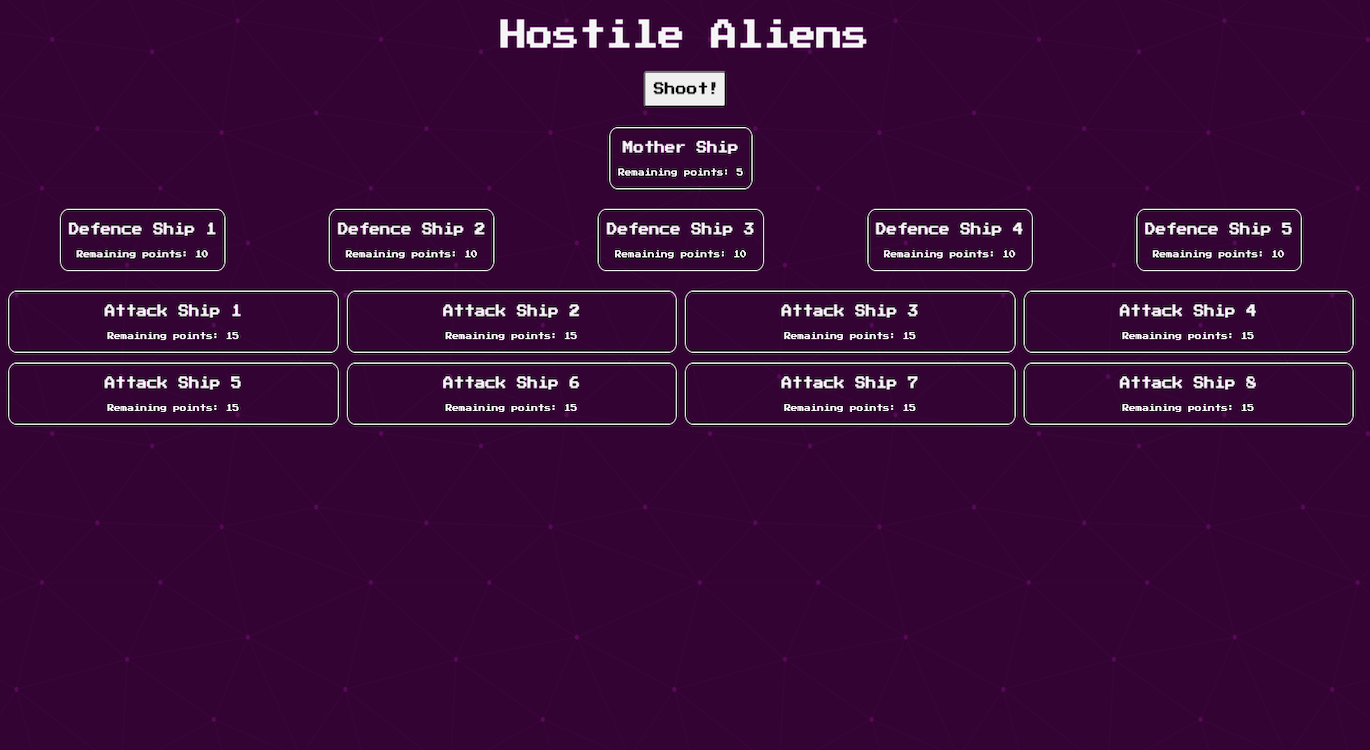 Hostile Aliens
Shoot!
Mother Ship
Remaining points: 5
Defence Ship 1
Remaining points: 10
Defence Ship 2
Remaining points: 10
Defence Ship 3
Remaining points: 10
Defence Ship 4
Remaining points: 10
Defence Ship 5
Remaining points: 10
Attack Ship 1
Remaining points: 15
Attack Ship 2
Remaining points: 15
Attack Ship 3
Remaining points: 15
Attack Ship 4
Remaining points: 15
Attack Ship 5
Remaining points: 15
Attack Ship 6
Remaining points: 15
Attack Ship 7
Remaining points: 15
Attack Ship 8
Remaining points: 15